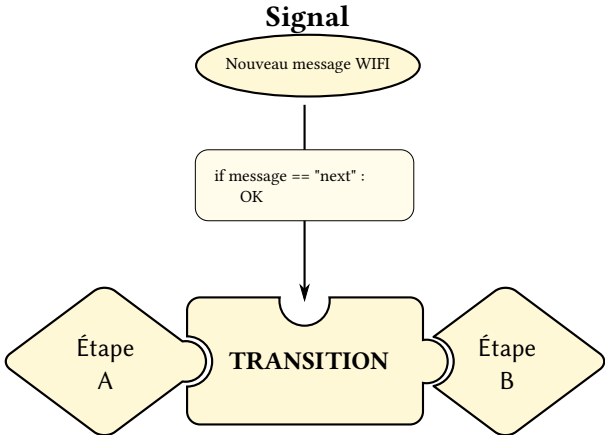 Signal
Nouveau message WIFI
if message == "next" :
OK
Étape
A
TRANSITION
Étape
B